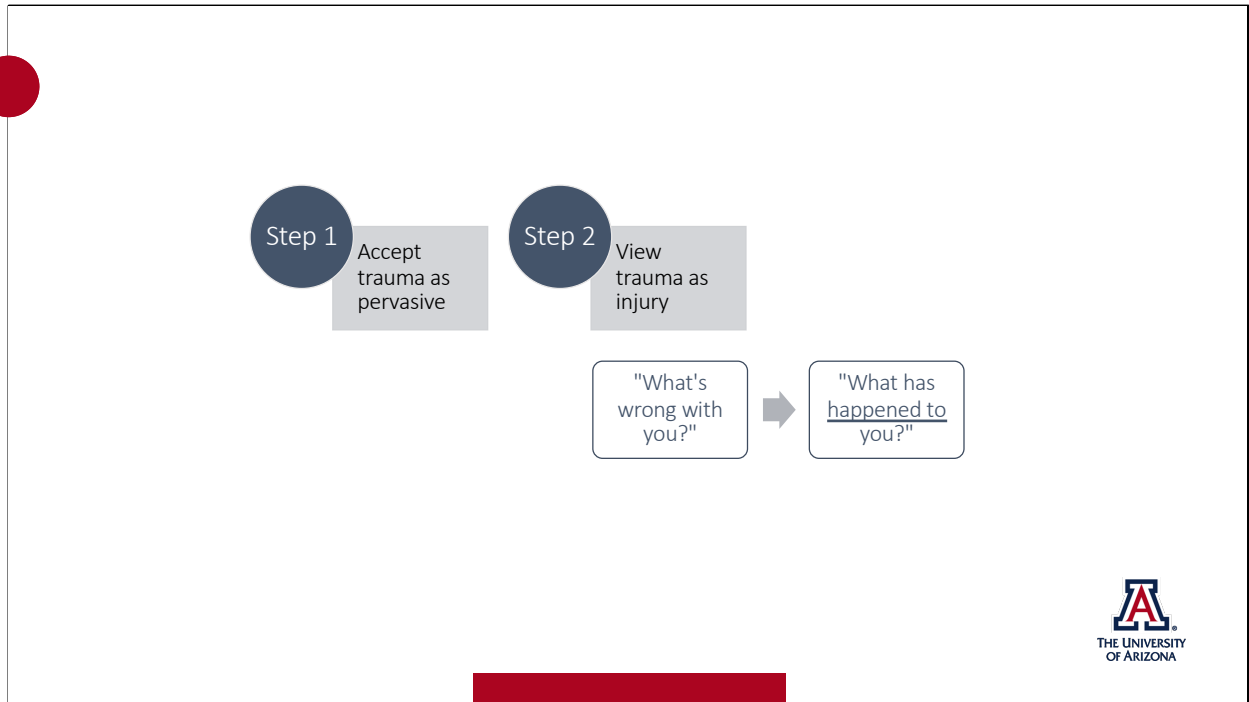 Step 1
Accept
trauma as
pervasive
Step 2
View
trauma as
injury
"What's
wrong with
you?"
"What has
happened to
you?"
A
®
THE UNIVERSITY
OF ARIZONA